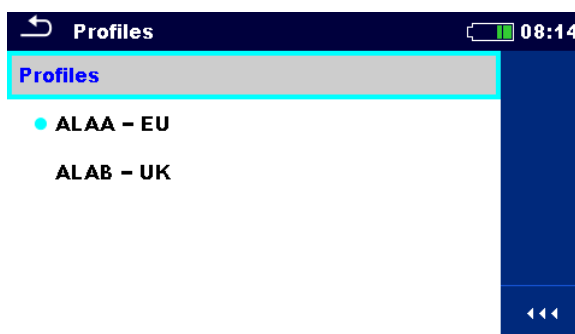 Profiles
08:14
Profiles
ALAA – EU
ALAB – UK